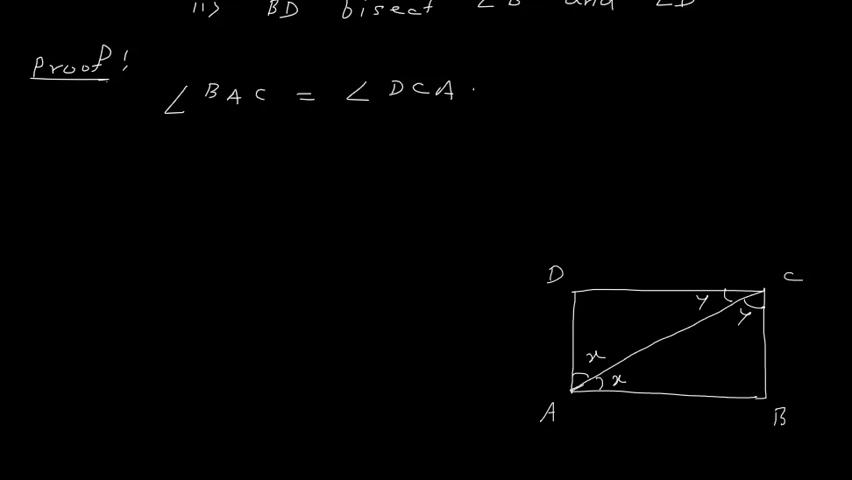 ii) BD bisect ∠B and ∠D
Proof!
∠BAC = ∠DCA.
D C
y
y
x
x
A B